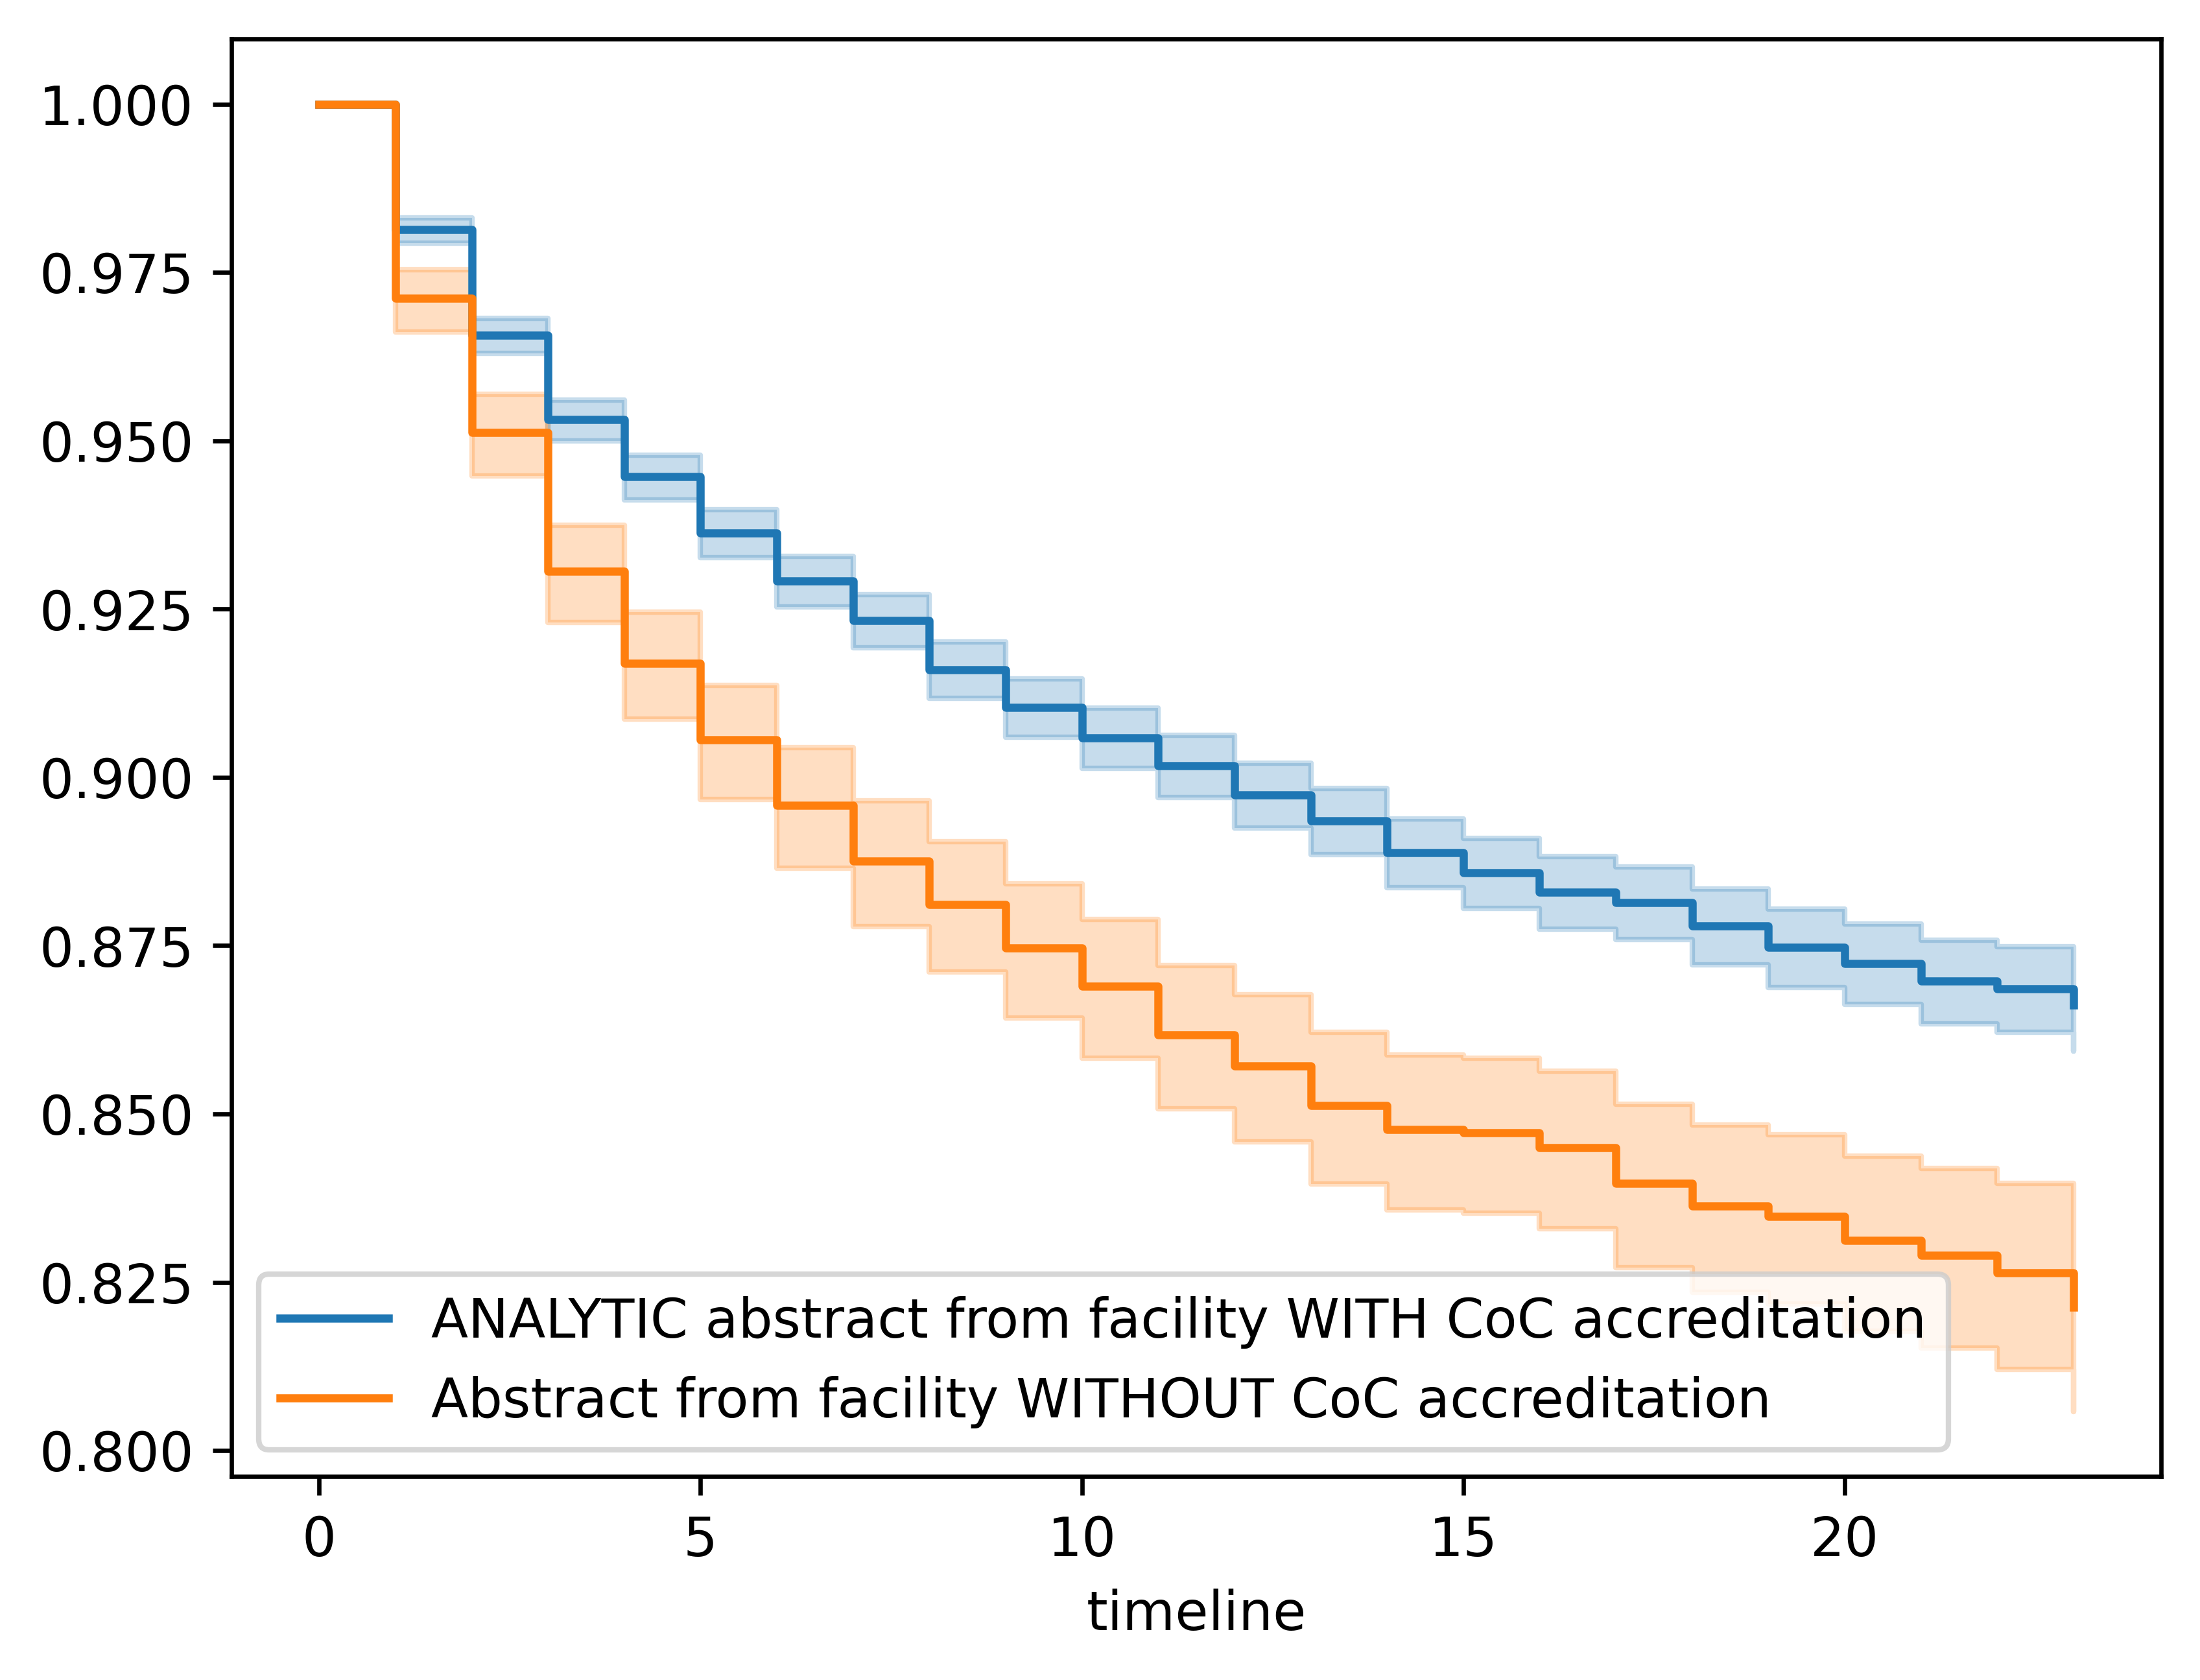 1.000
0.975
0.950
0.925
0.900
0.875
0.850
0.825
0.800
ANALYTIC abstract from facility WITH CoC accreditation
Abstract from facility WITHOUT CoC accreditation
0 5 10 15 20
timeline